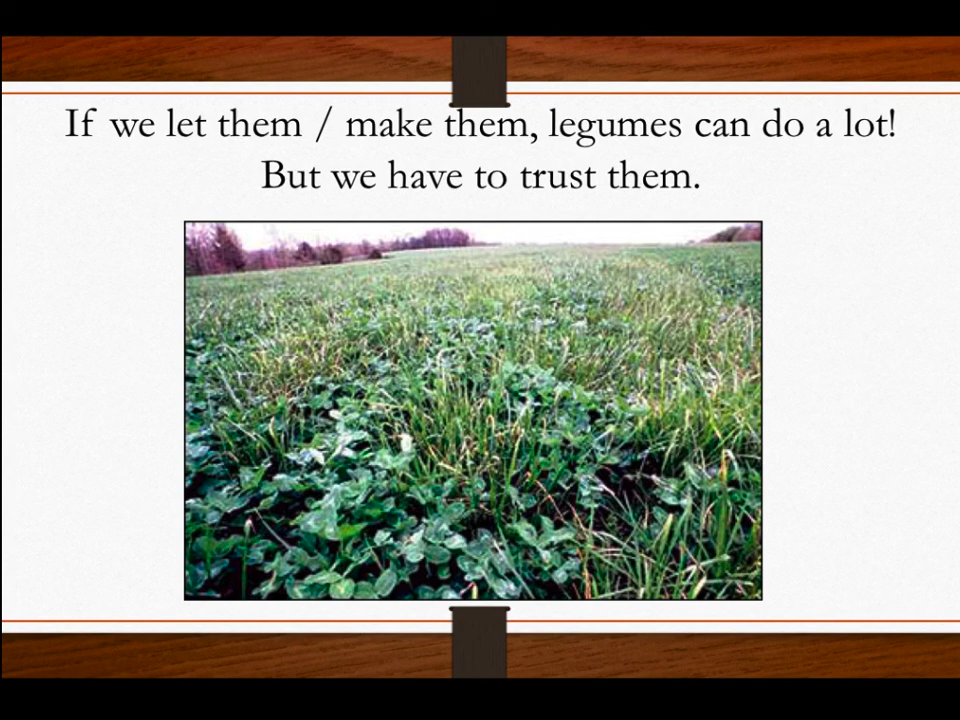 If we let them / make them, legumes can do a lot!
But we have to trust them.